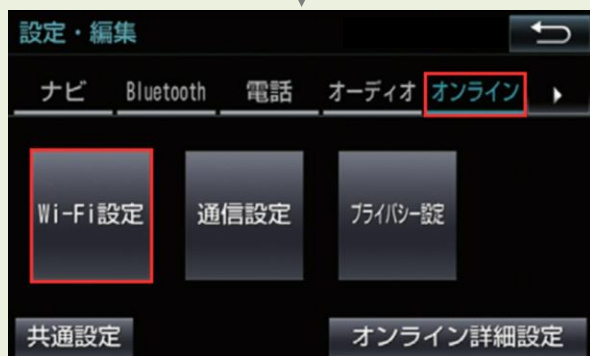 設定・編集
ナビ Bluetooth 電話 オーディオ オンライン
Wi-Fi設定 通信設定 プライバシー設定
共通設定 オンライン詳細設定